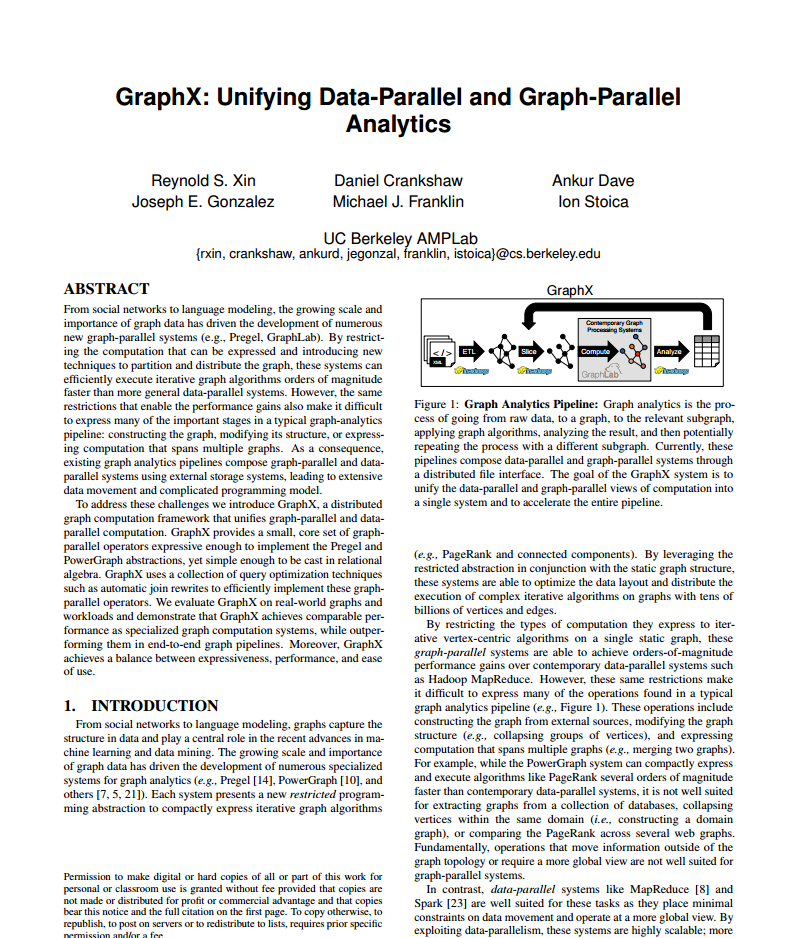 GraphX: Unifying Data-Parallel and Graph-Parallel
Analytics
Reynold S. Xin
Daniel Crankshaw
Ankur Dave
Joseph E. Gonzalez
Michael J. Franklin
Ion Stoica
UC Berkeley AMPLab
{rxin, crankshaw, ankurd, jegonzal, franklin, istoica}@cs.berkeley.edu
ABSTRACT
From social networks to language modeling, the growing scale and
importance of graph data has driven the development of numerous
new graph-parallel systems (e.g., Pregel, GraphLab). By restrict-
ing the computation that can be expressed and introducing new
techniques to partition and distribute the graph, these systems can
efficiently execute iterative graph algorithms orders of magnitude
faster than more general data-parallel systems. However, the same
restrictions that enable the performance gains also make it difficult
to express many of the important stages in a typical graph-analytics
pipeline: constructing the graph, modifying its structure, or express-
ing computation that spans multiple graphs. As a consequence,
existing graph analytics pipelines compose graph-parallel and data-
parallel systems using external storage systems, leading to extensive
data movement and complicated programming model.
To address these challenges we introduce GraphX, a distributed
graph computation framework that unifies graph-parallel and data-
parallel computation. GraphX provides a small, core set of graph-
parallel operators expressive enough to implement the Pregel and
PowerGraph abstractions, yet simple enough to be cast in relational
algebra. GraphX uses a collection of query optimization techniques
such as automatic join rewrites to efficiently implement these graph-
parallel operators. We evaluate GraphX on real-world graphs and
workloads and demonstrate that GraphX achieves comparable per-
formance as specialized graph computation systems, while outper-
forming them in end-to-end graph pipelines. Moreover, GraphX
achieves a balance between expressiveness, performance, and ease
of use.
1. INTRODUCTION
From social networks to language modeling, graphs capture the
structure in data and play a central role in the recent advances in ma-
chine learning and data mining. The growing scale and importance
of graph data has driven the development of numerous specialized
systems for graph analytics (e.g., Pregel [14], PowerGraph [10], and
others [7, 5, 21]). Each system presents a new restricted program-
ming abstraction to compactly express iterative graph algorithms
Permission to make digital or hard copies of all or part of this work for
personal or classroom use is granted without fee provided that copies are
not made or distributed for profit or commercial advantage and that copies
bear this notice and the full citation on the first page. To copy otherwise, to
republish, to post on servers or to redistribute to lists, requires prior specific
permission and/or a fee.
GraphX
Contemporary Graph
Processing Systems
</>
XML
ETL
Slice
Compute
Analyze
GraphLab
Figure 1: Graph Analytics Pipeline: Graph analytics is the pro-
cess of going from raw data, to a graph, to the relevant subgraph,
applying graph algorithms, analyzing the result, and then potentially
repeating the process with a different subgraph. Currently, these
pipelines compose data-parallel and graph-parallel systems through
a distributed file interface. The goal of the GraphX system is to
unify the data-parallel and graph-parallel views of computation into
a single system and to accelerate the entire pipeline.
(e.g., PageRank and connected components). By leveraging the
restricted abstraction in conjunction with the static graph structure,
these systems are able to optimize the data layout and distribute the
execution of complex iterative algorithms on graphs with tens of
billions of vertices and edges.
By restricting the types of computation they express to iter-
ative vertex-centric algorithms on a single static graph, these
graph-parallel systems are able to achieve orders-of-magnitude
performance gains over contemporary data-parallel systems such
as Hadoop MapReduce. However, these same restrictions make
it difficult to express many of the operations found in a typical
graph analytics pipeline (e.g., Figure 1). These operations include
constructing the graph from external sources, modifying the graph
structure (e.g., collapsing groups of vertices), and expressing
computation that spans multiple graphs (e.g., merging two graphs).
For example, while the PowerGraph system can compactly express
and execute algorithms like PageRank several orders of magnitude
faster than contemporary data-parallel systems, it is not well suited
for extracting graphs from a collection of databases, collapsing
vertices within the same domain (i.e., constructing a domain
graph), or comparing the PageRank across several web graphs.
Fundamentally, operations that move information outside of the
graph topology or require a more global view are not well suited for
graph-parallel systems.
In contrast, data-parallel systems like MapReduce [8] and
Spark [23] are well suited for these tasks as they place minimal
constraints on data movement and operate at a more global view. By
exploiting data-parallelism, these systems are highly scalable; more